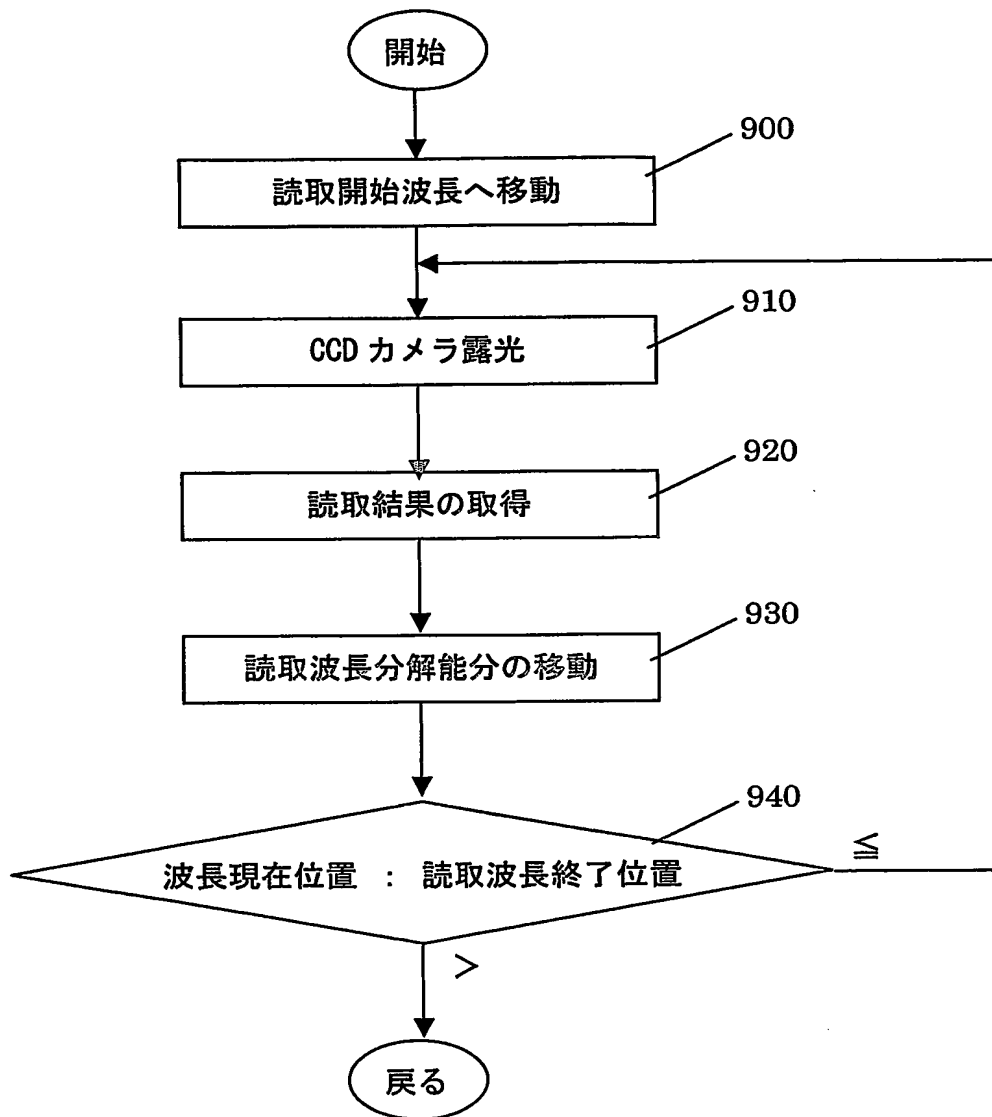 開始
900
読取開始波長へ移動
910
CCD カメラ露光
920
読取結果の取得
930
読取波長分解能分の移動
940
波長現在位置 : 読取波長終了位置
≦
>
戻る